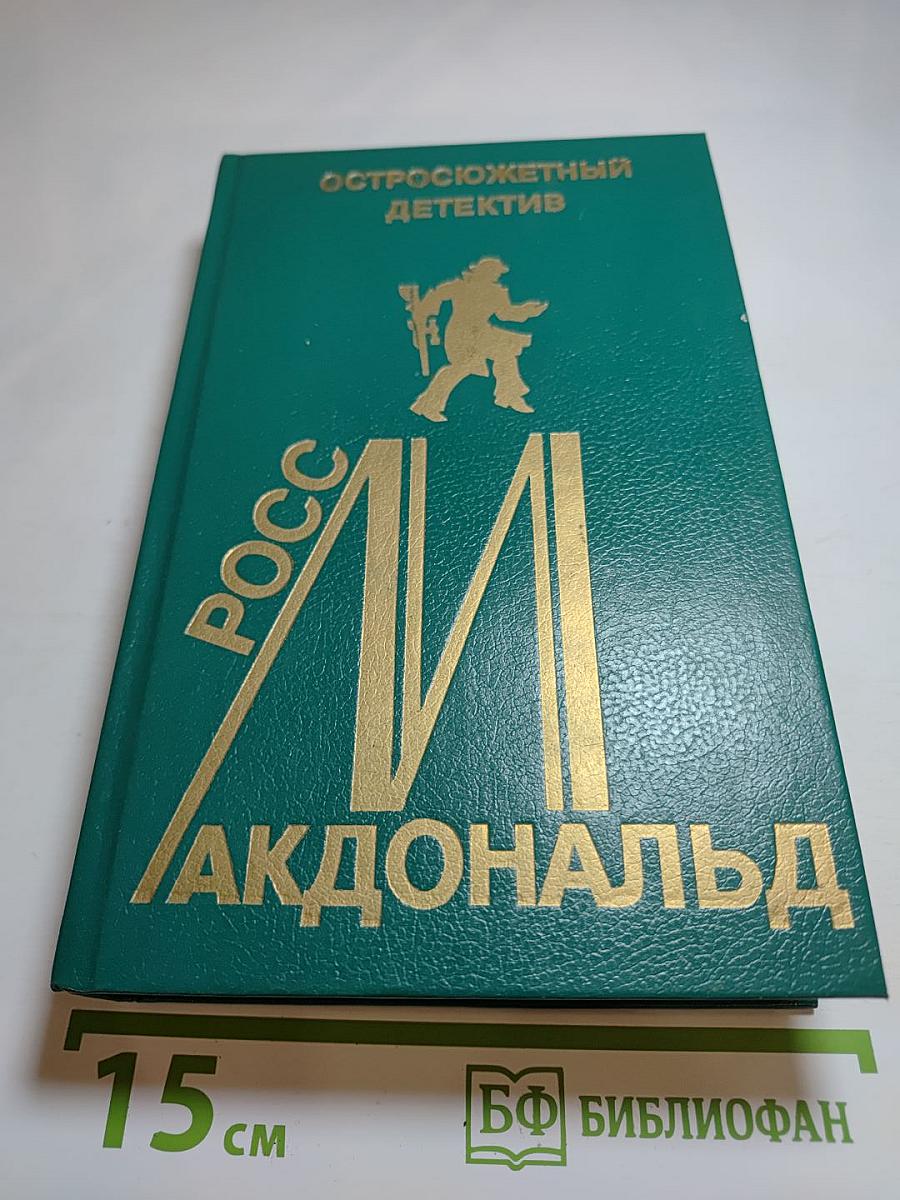 ОСТРОСЮЖЕТНЫЙ
ДЕТЕКТИВ
РОСС
МАКДОНАЛЬД
15 см
БФ БИБЛИОФАН